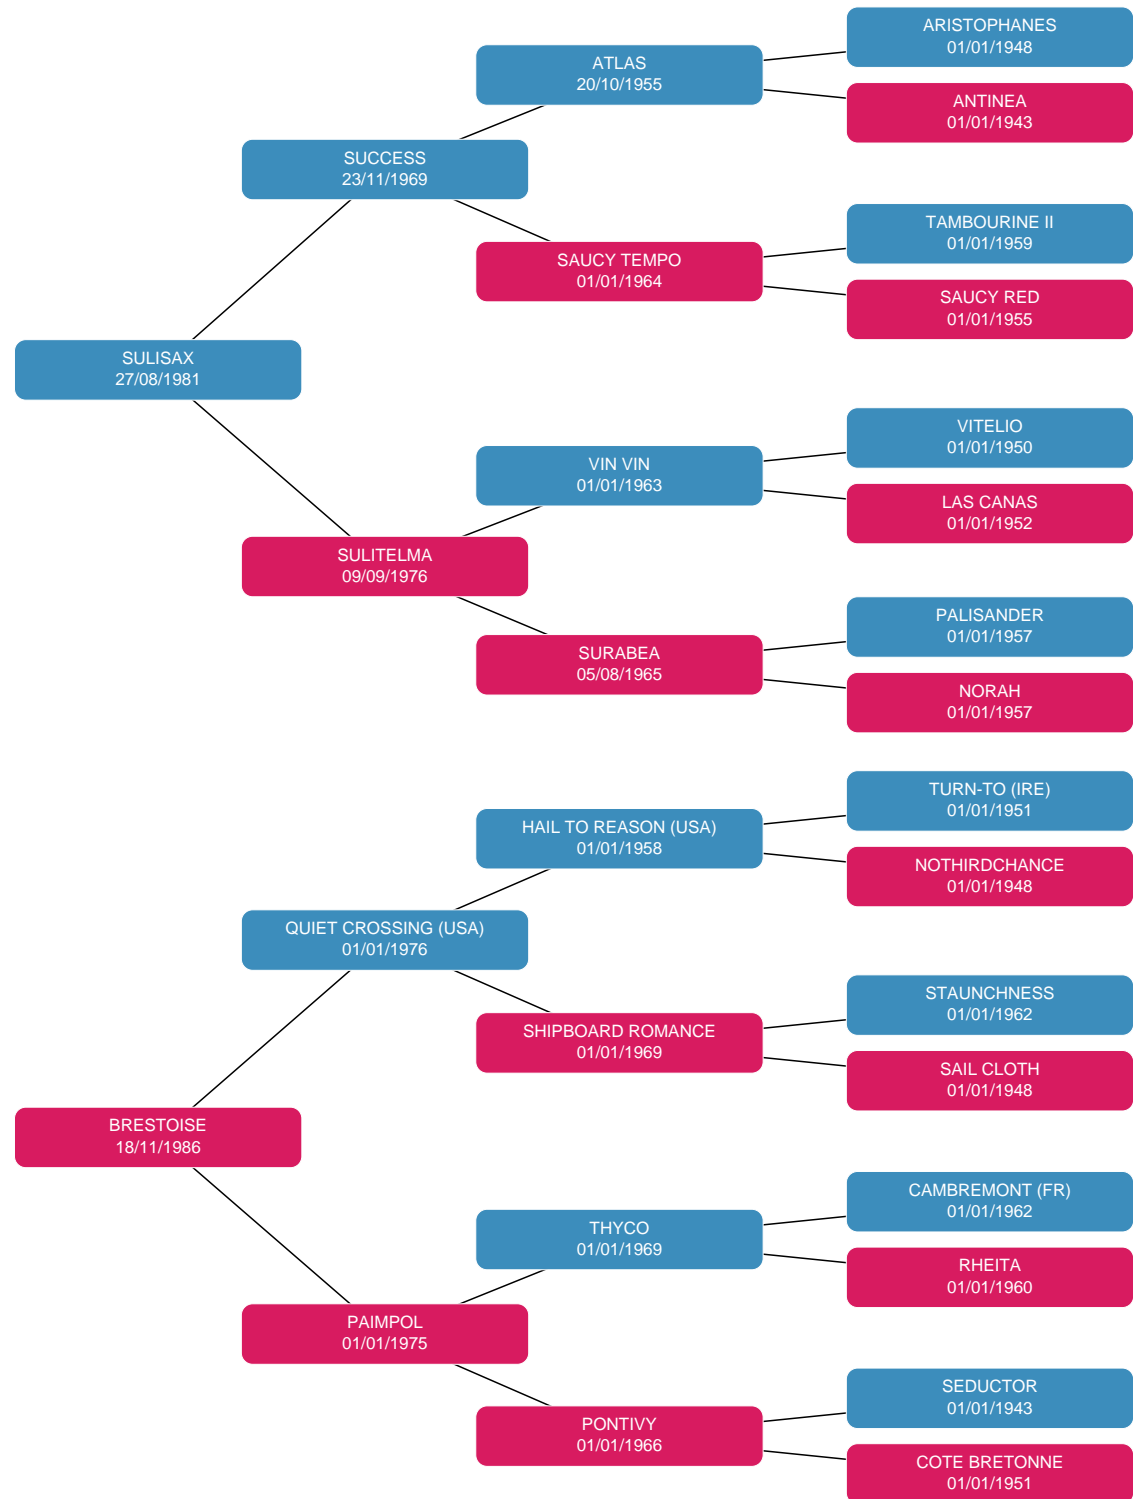 ARISTOPHANES
01/01/1948
ATLAS
20/10/1955
ANTINEA
01/01/1943
SUCCESS
23/11/1969
TAMBOURINE II
01/01/1959
SAUCY TEMPO
01/01/1964
SAUCY RED
01/01/1955
SULISAX
27/08/1981
VITELIO
01/01/1950
VIN VIN
01/01/1963
LAS CANAS
01/01/1952
SULITELMA
09/09/1976
PALISANDER
01/01/1957
SURABEA
05/08/1965
NORAH
01/01/1957
TURN-TO (IRE)
01/01/1951
HAIL TO REASON (USA)
01/01/1958
NOTHIRDCHANCE
01/01/1948
QUIET CROSSING (USA)
01/01/1976
STAUNCHNESS
01/01/1962
SHIPBOARD ROMANCE
01/01/1969
SAIL CLOTH
01/01/1948
BRESTOISE
18/11/1986
CAMBREMONT (FR)
01/01/1962
THYCO
01/01/1969
RHEITA
01/01/1960
PAIMPOL
01/01/1975
SEDUCTOR
01/01/1943
PONTIVY
01/01/1966
COTE BRETONNE
01/01/1951